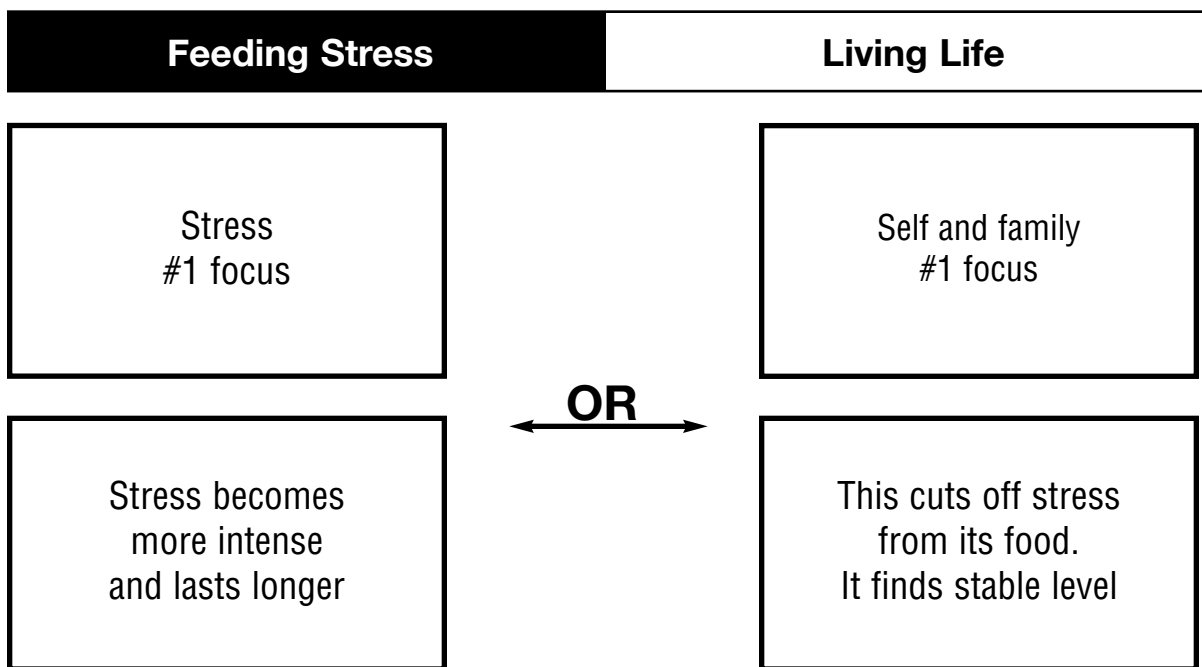 Feeding Stress
Living Life
Stress
#1 focus
Self and family
#1 focus
OR
Stress becomes
more intense
and lasts longer
This cuts off stress
from its food.
It finds stable level